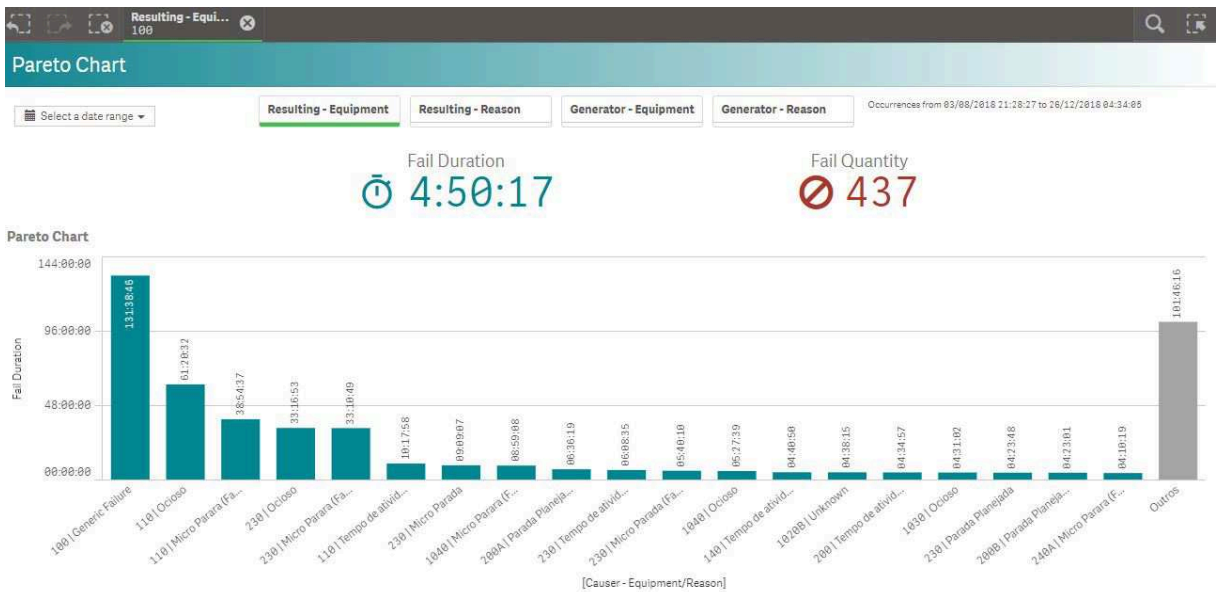 Resulting - Equi...
100
Pareto Chart
Select a date range
Resulting - Equipment
Resulting - Reason
Generator - Equipment
Generator - Reason
Occurrences from 03/08/2018 21:28:27 to 26/12/2018 04:34:05
Fail Duration
4:50:17
Fail Quantity
437
Pareto Chart
Fail Duration
144:00:00
96:00:00
48:00:00
00:00:00
131:38:46
61:20:32
38:54:37
33:16:53
33:10:49
10:17:58
09:09:07
08:59:08
06:36:19
06:08:35
05:40:10
05:27:39
04:40:50
04:38:15
04:34:57
04:31:02
04:23:48
04:23:01
04:10:19
101:46:16
100 | Generic Failure
110 | Ocioso
110 | Micro Parara (Fa...
230 | Ocioso
230 | Micro Parara (Fa...
110 | Tempo de ativid...
230 | Micro Parada
1040 | Micro Parara (F...
200A | Parada Planeja...
230 | Tempo de ativid...
230 | Micro Parada (Fa...
1040 | Ocioso
140 | Tempo de ativid...
1020B | Unknown
200 | Tempo de ativid...
1030 | Ocioso
230 | Parada Planejada
200B | Parada Planeja...
240A | Micro Parara (F...
Outros
[Causer - Equipment/Reason]